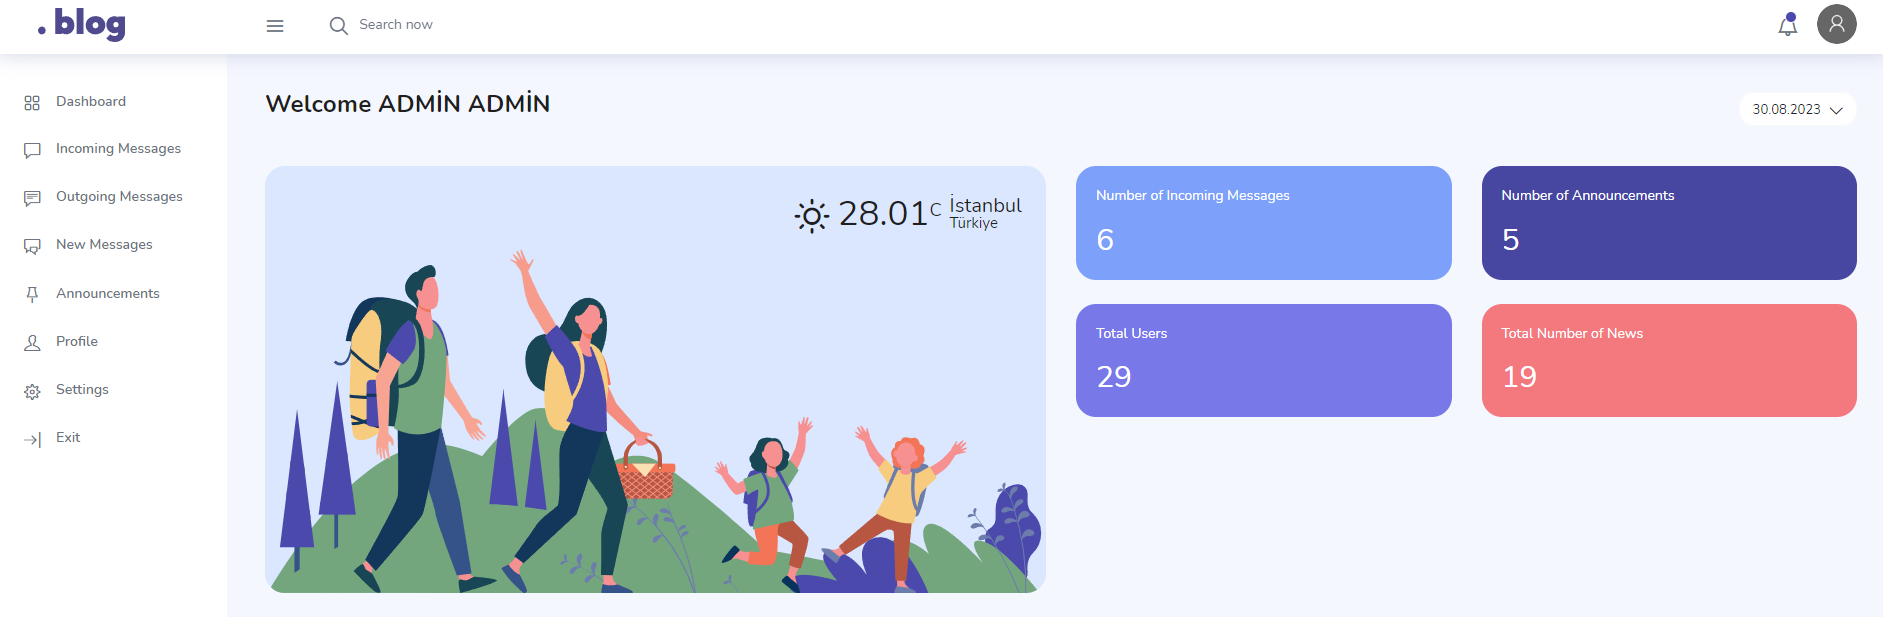 .blog
Search now
Dashboard
Incoming Messages
Outgoing Messages
New Messages
Announcements
Profile
Settings
Exit
Welcome ADMİN ADMİN
30.08.2023
28.01 C İstanbul
Türkiye
Number of Incoming Messages
6
Number of Announcements
5
Total Users
29
Total Number of News
19